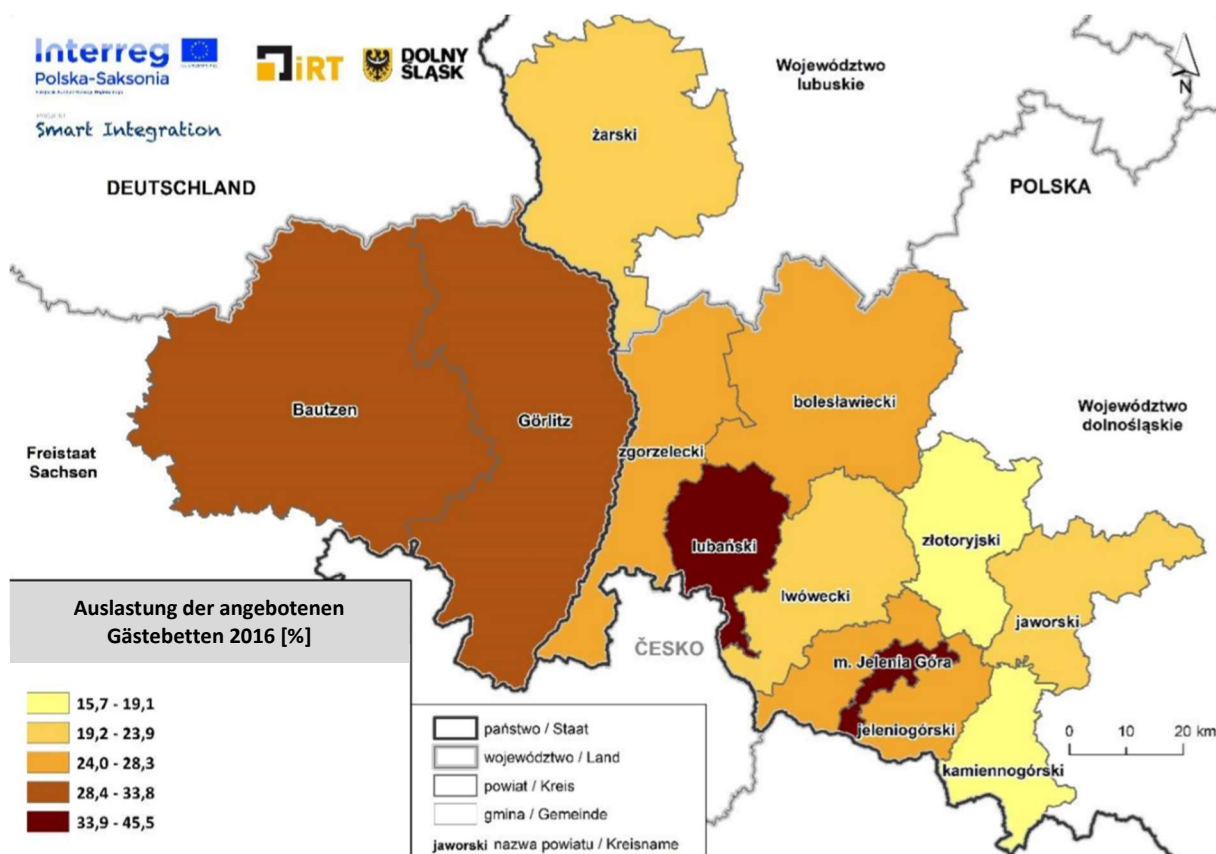 Interreg
Polska-Saksonia
iRT
DOLNY
ŚLĄSK
Smart Integration
Województwo
lubuskie
N
DEUTSCHLAND
POLSKA
żarski
Bautzen
Görlitz
bolesławiecki
zgorzelecki
Województwo
dolnośląskie
Freistaat
Sachsen
lubański
złotoryjski
lwówecki
jaworski
ČESKO
m. Jelenia Góra
jeleniogórski
kamiennogórski
0 10 20 km
Auslastung der angebotenen
Gästebetten 2016 [%]
15,7 - 19,1
19,2 - 23,9
24,0 - 28,3
28,4 - 33,8
33,9 - 45,5
państwo / Staat
województwo / Land
powiat / Kreis
gmina / Gemeinde
jaworski nazwa powiatu / Kreisname